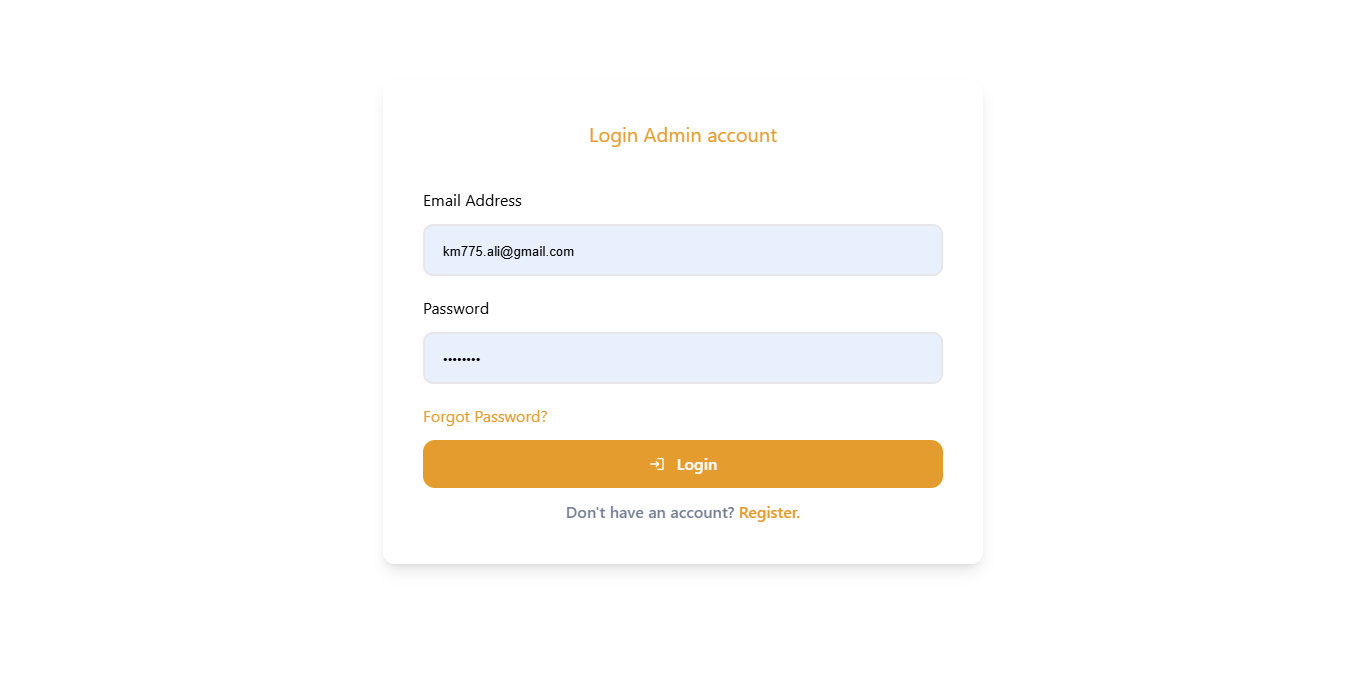 Login Admin account
Email Address
km775.ali@gmail.com
Password
••••••••
Forgot Password?
Login
Don't have an account? Register.